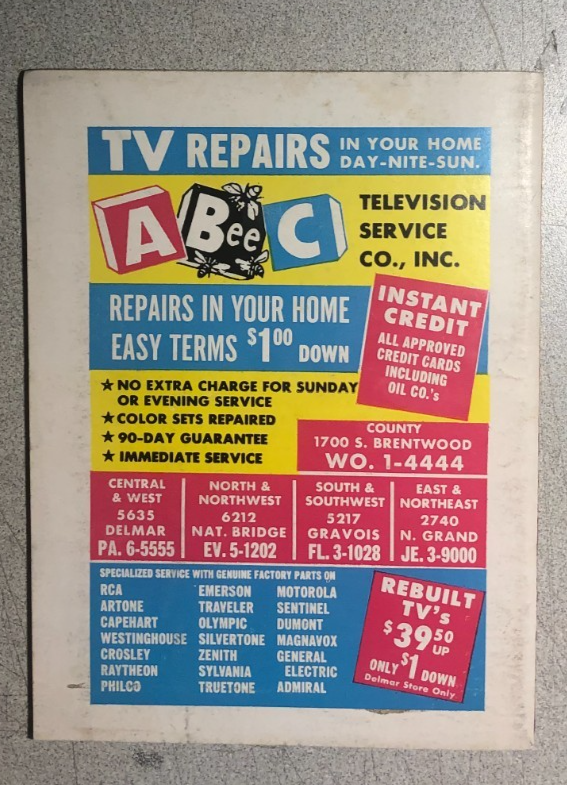 TV REPAIRS IN YOUR HOME
DAY-NITE-SUN.
A Bee C
TELEVISION
SERVICE
CO., INC.
REPAIRS IN YOUR HOME
EASY TERMS $1 00 DOWN
INSTANT
CREDIT
ALL APPROVED
CREDIT CARDS
INCLUDING
OIL CO.'s
★ NO EXTRA CHARGE FOR SUNDAY
OR EVENING SERVICE
★ COLOR SETS REPAIRED
★ 90-DAY GUARANTEE
★ IMMEDIATE SERVICE
COUNTY
1700 S. BRENTWOOD
WO. 1-4444
CENTRAL
& WEST
5635
DELMAR
PA. 6-5555
NORTH &
NORTHWEST
6212
NAT. BRIDGE
EV. 5-1202
SOUTH &
SOUTHWEST
5217
GRAVOIS
FL. 3-1028
EAST &
NORTHEAST
2740
N. GRAND
JE. 3-9000
SPECIALIZED SERVICE WITH GENUINE FACTORY PARTS ON
RCA
ARTONE
CAPEHART
WESTINGHOUSE
CROSLEY
RAYTHEON
PHILCO
EMERSON
TRAVELER
OLYMPIC
SILVERTONE
ZENITH
SYLVANIA
TRUETONE
MOTOROLA
SENTINEL
DUMONT
MAGNAVOX
GENERAL
ELECTRIC
ADMIRAL
REBUILT
TV's
$39 50 UP
ONLY $1 DOWN
Delmar Store Only